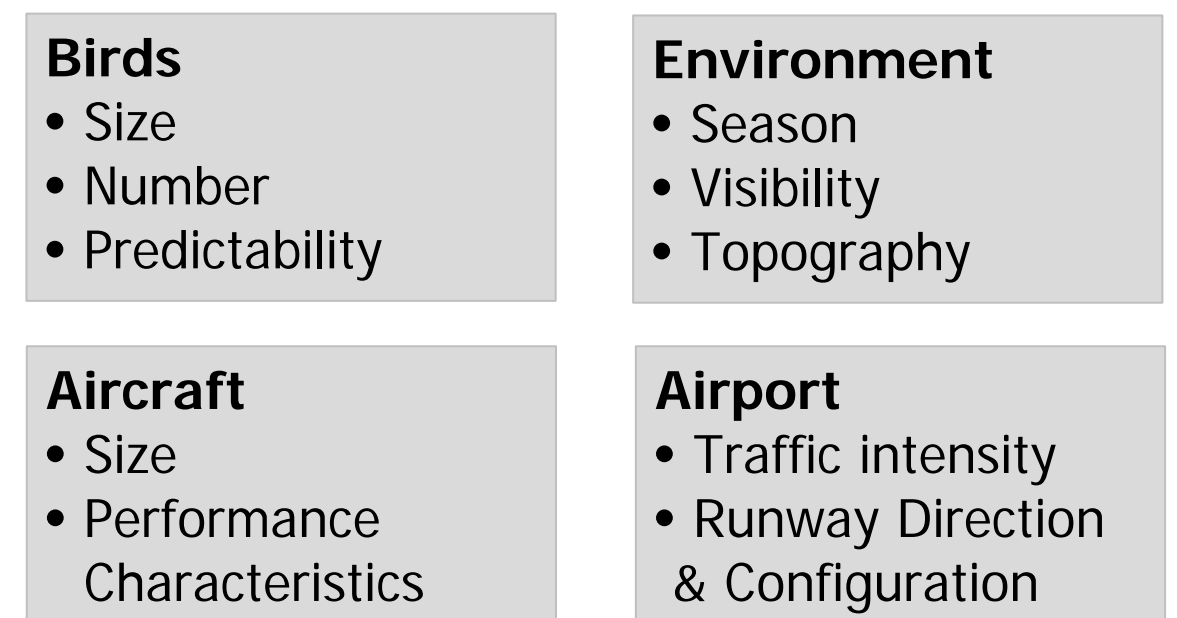 Birds
• Size
• Number
• Predictability
Environment
• Season
• Visibility
• Topography
Aircraft
• Size
• Performance
Characteristics
Airport
• Traffic intensity
• Runway Direction
& Configuration